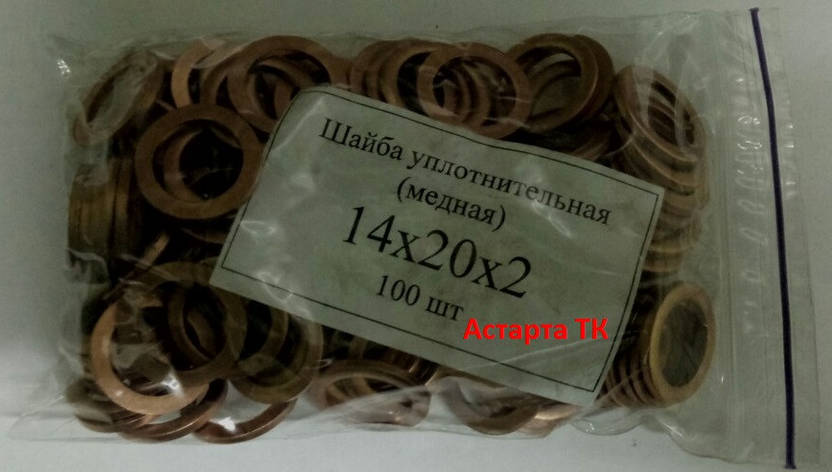 Шайба уплотнительная
(медная)
14х20х2
100 шт
Астарта ТК